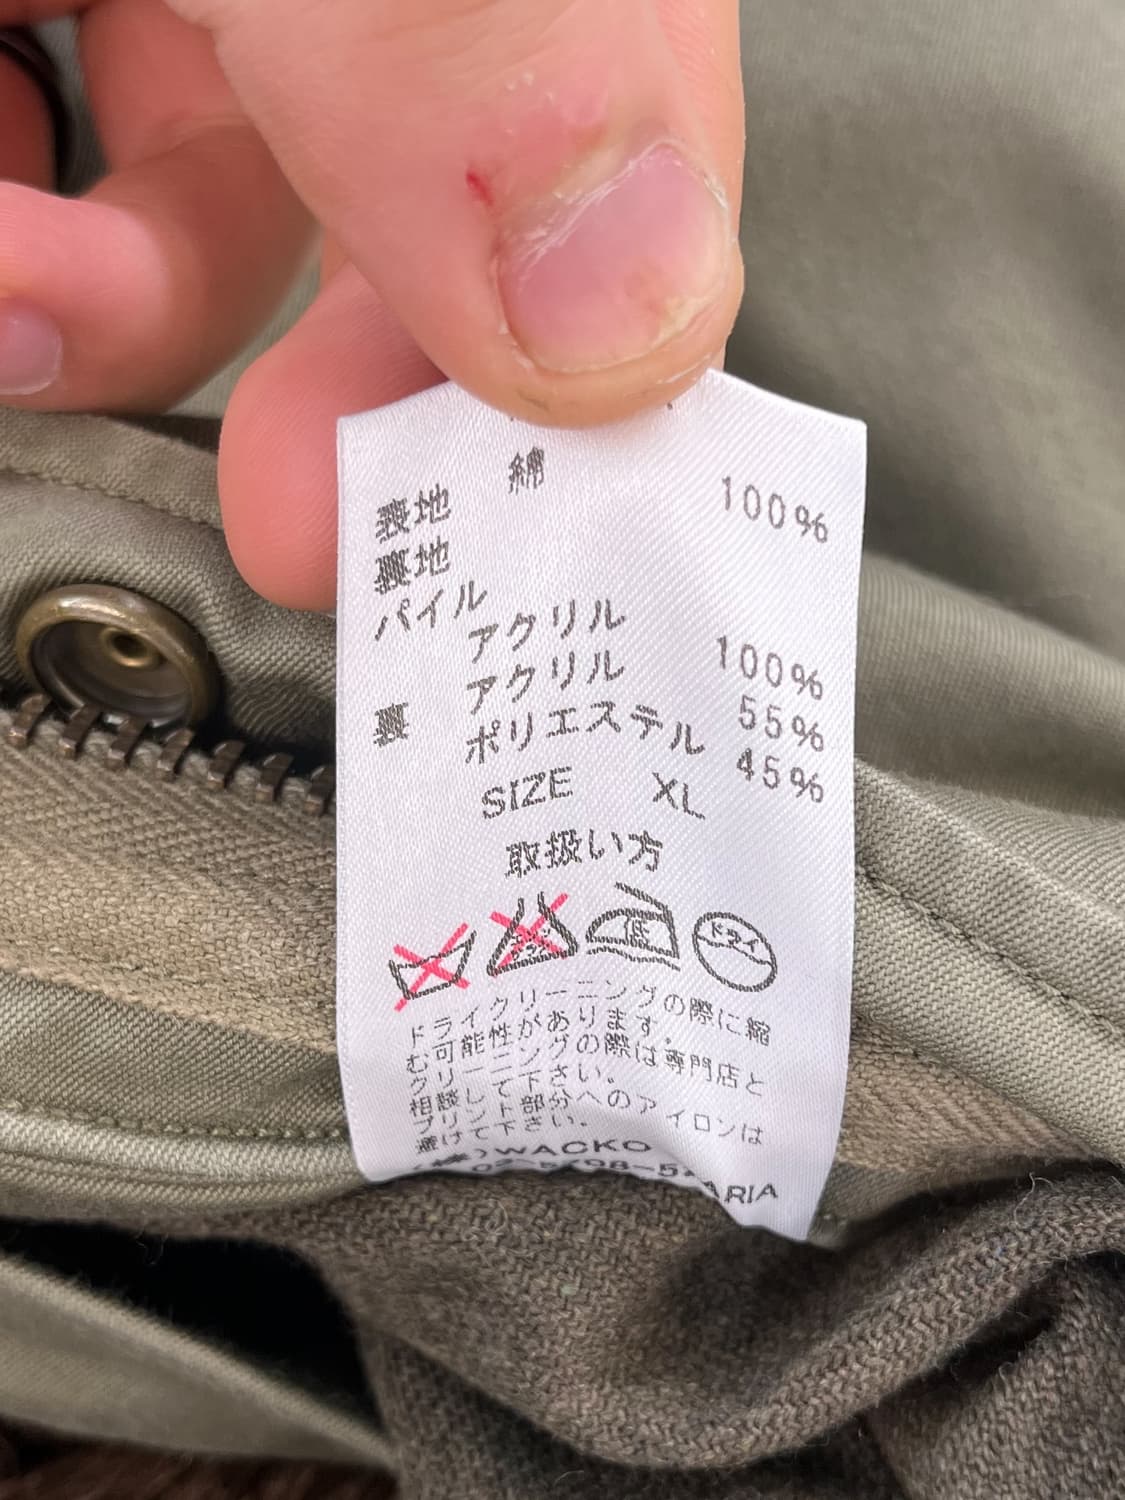 綿 100%
表地
裏地
パイル
アクリル 100%
アクリル 55%
裏 ポリエステル 45%
SIZE XL
取扱い方
低 ドライ
ドライクリーニングの際に縮
む可能性があります。
クリーニングの際は専門店と
相談して下さい。
プリント部分へのアイロンは
避けて下さい。
(株)WACKO ARIA